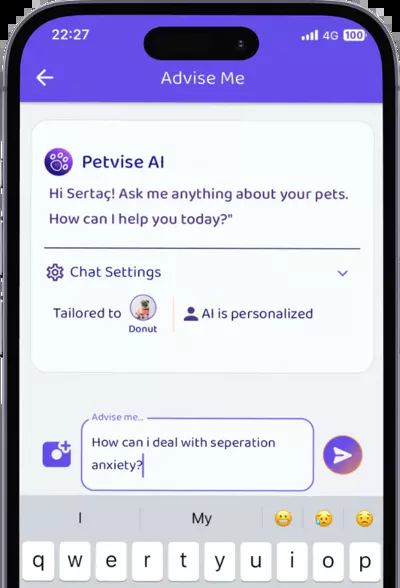 22:27 4G 100
Advise Me
Petvise AI
Hi Sertaç! Ask me anything about your pets.
How can I help you today?"
Chat Settings
Tailored to Donut AI is personalized
Advise me...
How can i deal with seperation
anxiety?
I My
q w e r t y u i o p